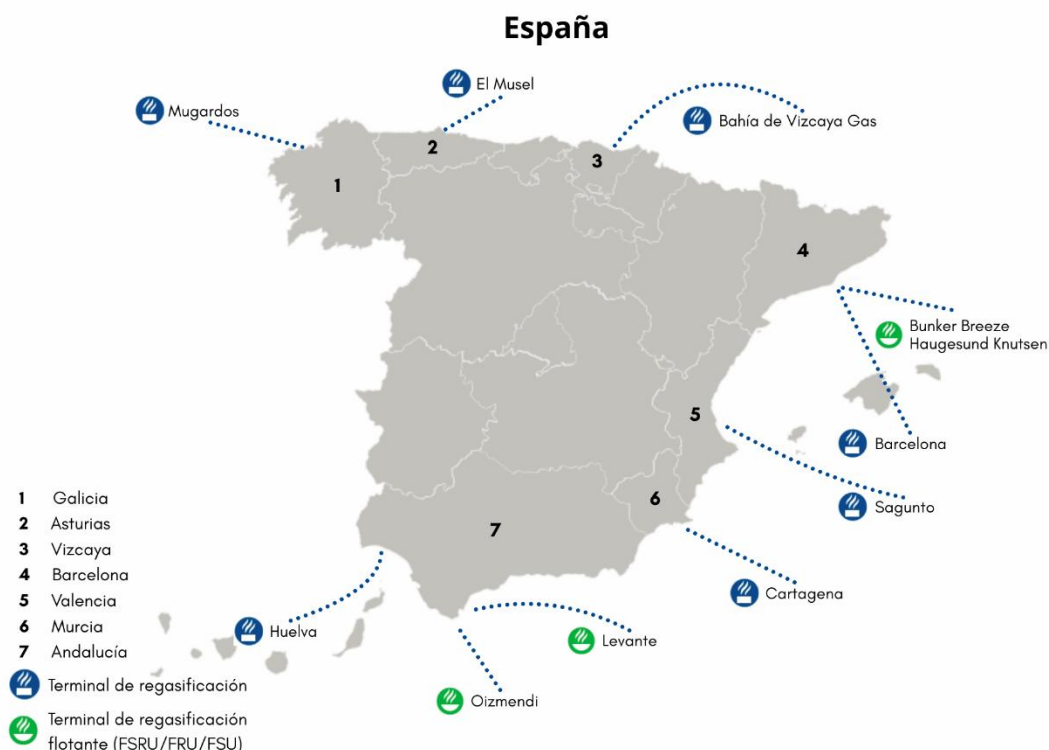 España
El Musel
Mugardos
Bahía de Vizcaya Gas
2
3
1
4
Bunker Breeze
Haugesund Knutsen
5
Barcelona
6
Sagunto
7
Cartagena
Huelva
Levante
Oizmendi
1 Galicia
2 Asturias
3 Vizcaya
4 Barcelona
5 Valencia
6 Murcia
7 Andalucía
Terminal de regasificación
Terminal de regasificación
flotante (FSRU/FRU/FSU)